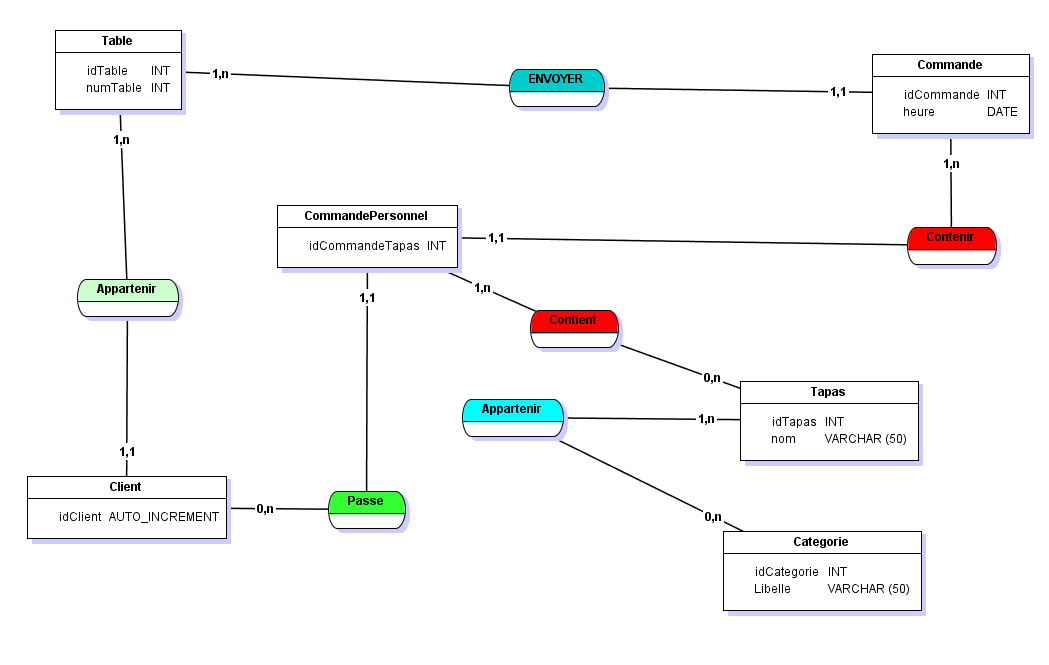 Table
idTable INT
numTable INT
1,n
ENVOYER
1,1
Commande
idCommande INT
heure DATE
1,n
1,n
CommandePersonnel
idCommandeTapas INT
1,1
Contenir
Appartenir
1,1
1,n
Contient
0,n
Tapas
idTapas INT
nom VARCHAR (50)
Appartenir
1,n
1,1
Client
idClient AUTO_INCREMENT
0,n
Passe
0,n
Categorie
idCategorie INT
Libelle VARCHAR (50)